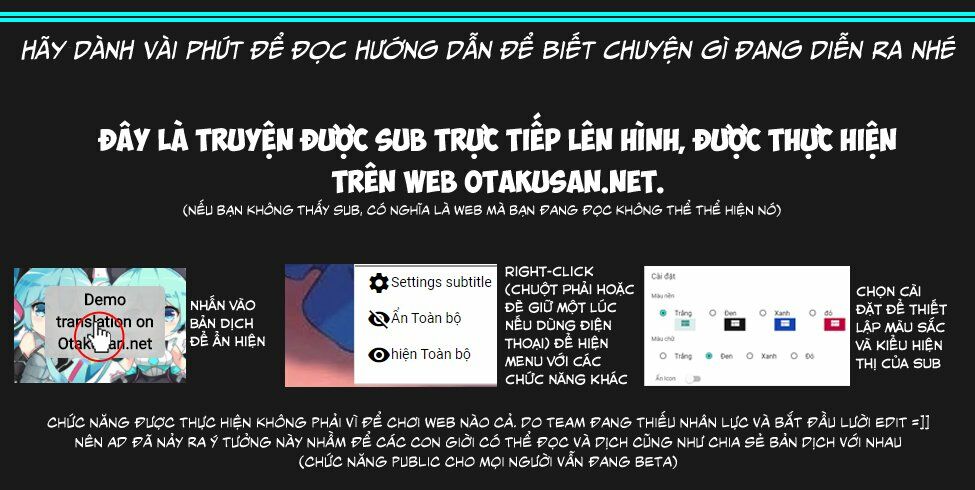 HÃY DÀNH VÀI PHÚT ĐỂ ĐỌC HƯỚNG DẪN ĐỂ BIẾT CHUYỆN GÌ ĐANG DIỄN RA NHÉ
ĐÂY LÀ TRUYỆN ĐƯỢC SUB TRỰC TIẾP LÊN HÌNH, ĐƯỢC THỰC HIỆN
TRÊN WEB OTAKUSAN.NET.
(NẾU BẠN KHÔNG THẤY SUB, CÓ NGHĨA LÀ WEB MÀ BẠN ĐANG ĐỌC KHÔNG THỂ THỂ HIỆN NÓ)
Demo
translation on
Otakusan.net
NHẤN VÀO
BẢN DỊCH
ĐỂ ẨN HIỆN
Settings subtitle
Ẩn Toàn bộ
hiện Toàn bộ
RIGHT-CLICK
(CHUỘT PHẢI HOẶC
ĐÈ GIỮ MỘT LÚC
NẾU DÙNG ĐIỆN
THOẠI) ĐỂ HIỆN
MENU VỚI CÁC
CHỨC NĂNG KHÁC
Cài đặt
Màu nền
Trắng Đen Xanh đỏ
Màu chữ
Trắng Đen Xanh Đỏ
Ẩn Icon
CHỌN CÀI
ĐẶT ĐỂ THIẾT
LẬP MÀU SẮC
VÀ KIỂU HIỆN
THỊ CỦA SUB
CHỨC NĂNG ĐƯỢC THỰC HIỆN KHÔNG PHẢI VÌ ĐỂ CHƠI WEB NÀO CẢ. DO TEAM ĐANG THIẾU NHÂN LỰC VÀ BẮT ĐẦU LƯỜI EDIT =]]
NÊN AD ĐÃ NẢY RA Ý TƯỞNG NÀY NHẰM ĐỂ CÁC CON GIỜI CÓ THỂ ĐỌC VÀ DỊCH CŨNG NHƯ CHIA SẺ BẢN DỊCH VỚI NHAU
(CHỨC NĂNG PUBLIC CHO MỌI NGƯỜI VẪN ĐANG BETA)